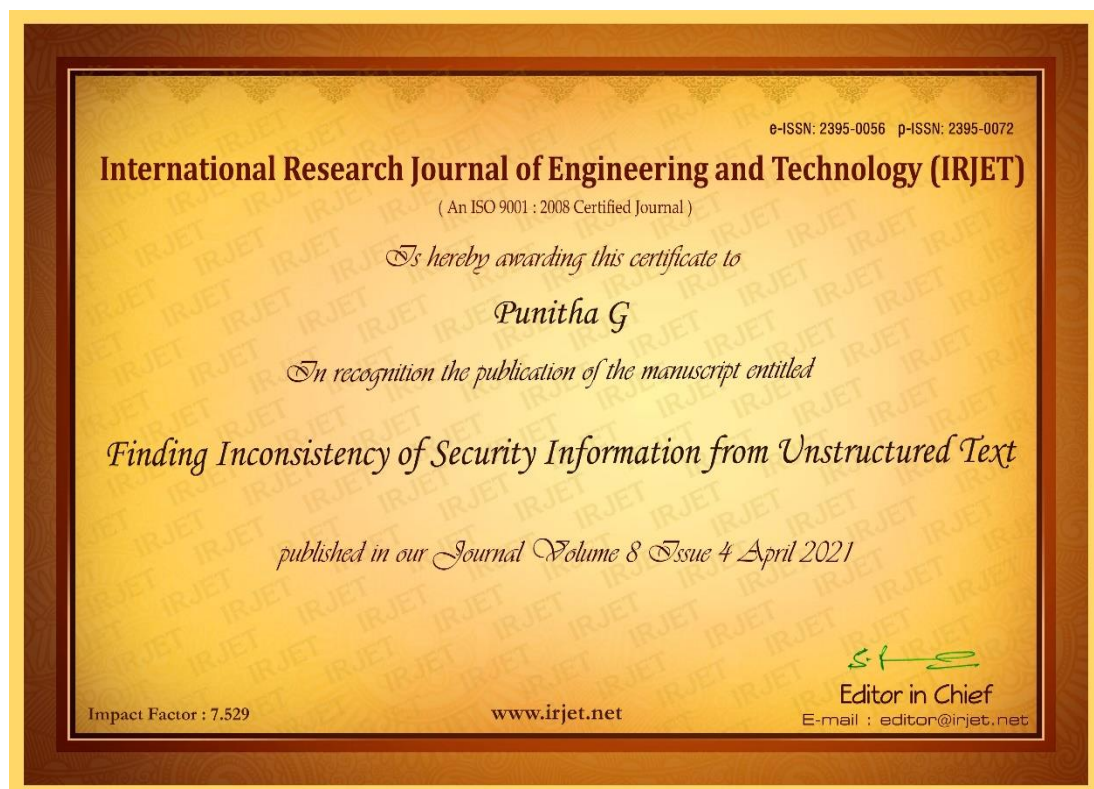 e-ISSN: 2395-0056 p-ISSN: 2395-0072
International Research Journal of Engineering and Technology (IRJET)
( An ISO 9001 : 2008 Certified Journal )
Is hereby awarding this certificate to
Punitha G
In recognition the publication of the manuscript entitled
Finding Inconsistency of Security Information from Unstructured Text
published in our Journal Volume 8 Issue 4 April 2021
Editor in Chief
Impact Factor : 7.529 www.irjet.net E-mail : editor@irjet.net